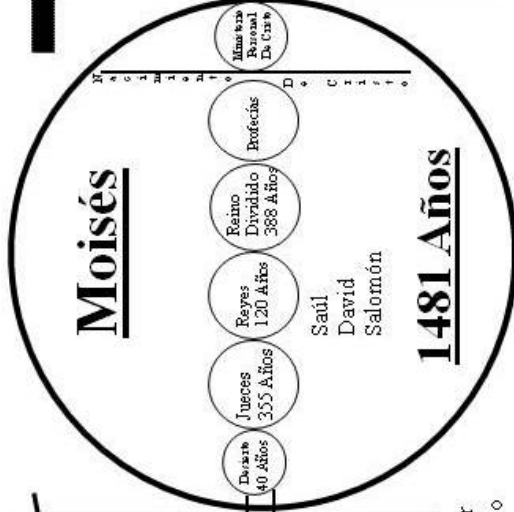 Moisés
Desierto
40 Años
Jueces
355 Años
Reyes
120 Años
Reino
Dividido
388 Años
Profecías
Ministerio
Personal
De Cristo
Nacimiento De Cristo
Saúl
David
Salomón
1481 Años
r
o